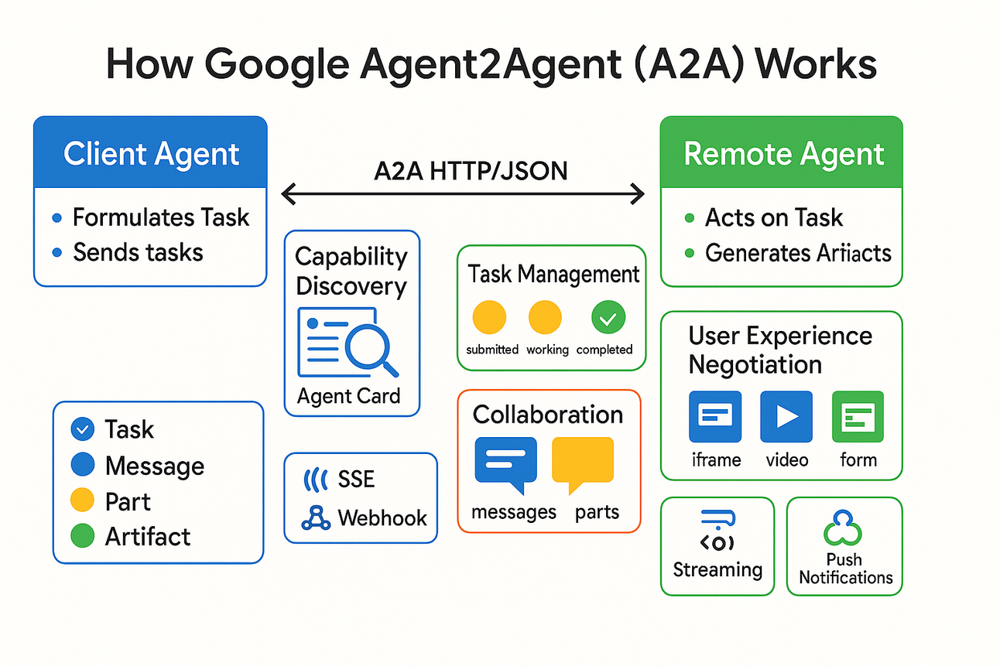 How Google Agent2Agent (A2A) Works
Client Agent
Formulates Task
Sends tasks
A2A HTTP/JSON
Remote Agent
Acts on Task
Generates Artiacts
Capability
Discovery
Agent Card
Task Management
submitted working completed
User Experience
Negotiation
iframe video form
Task
Message
Part
Artifact
SSE
Webhook
Collaboration
messages parts
Streaming
Push
Notifications